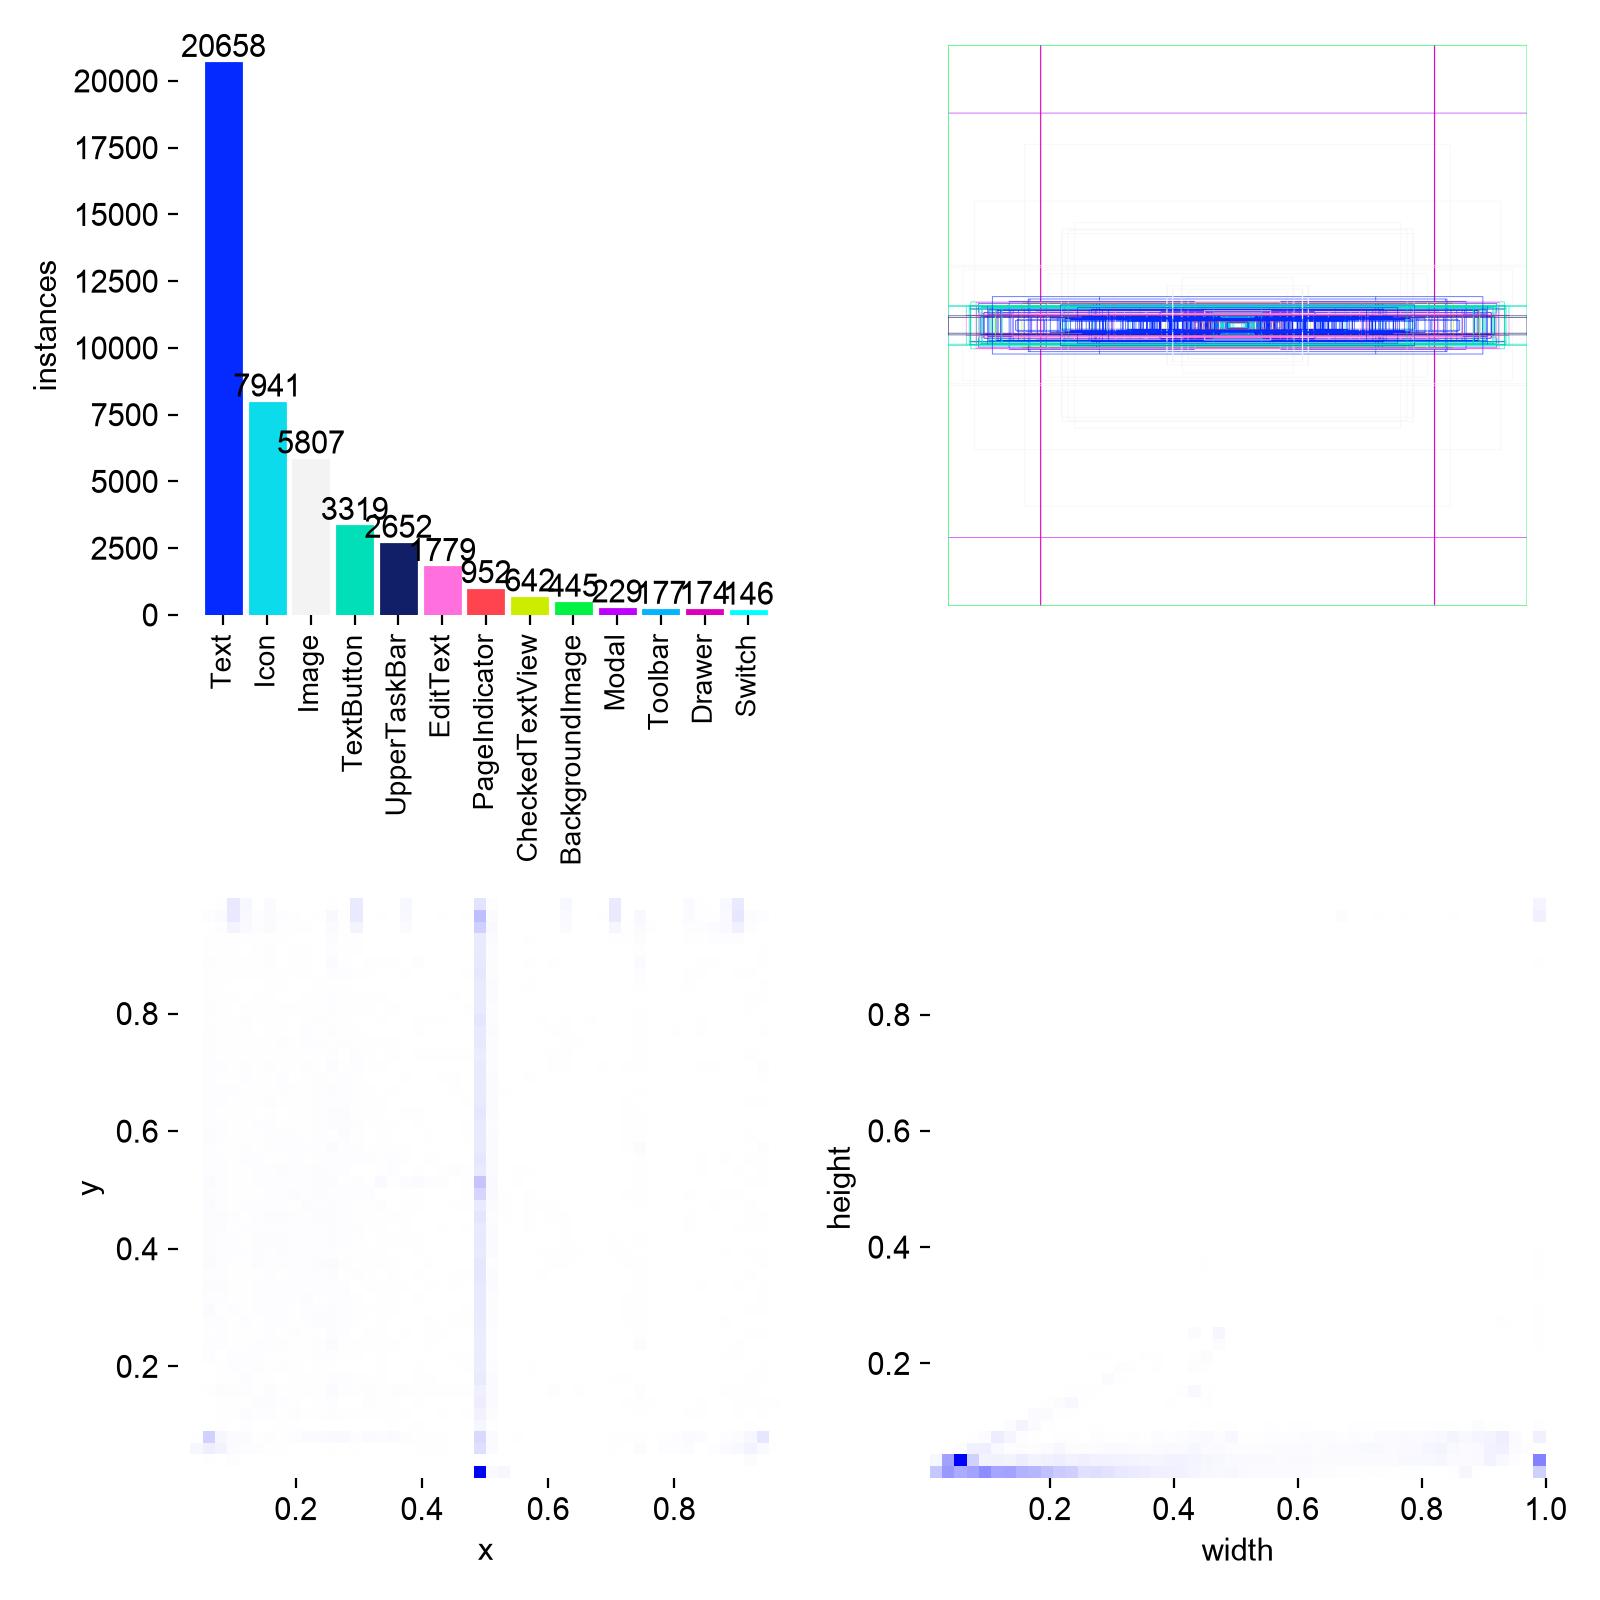 20658
7941
5807
3319
2652
1779
952
642
445
229
177
174
146
20000
17500
15000
12500
10000
7500
5000
2500
0
instances
Text
Icon
Image
TextButton
UpperTaskBar
EditText
PageIndicator
CheckedTextView
BackgroundImage
Modal
Toolbar
Drawer
Switch
0.8
0.6
0.4
0.2
y
0.2 0.4 0.6 0.8
x
0.8
0.6
0.4
0.2
height
0.2 0.4 0.6 0.8 1.0
width